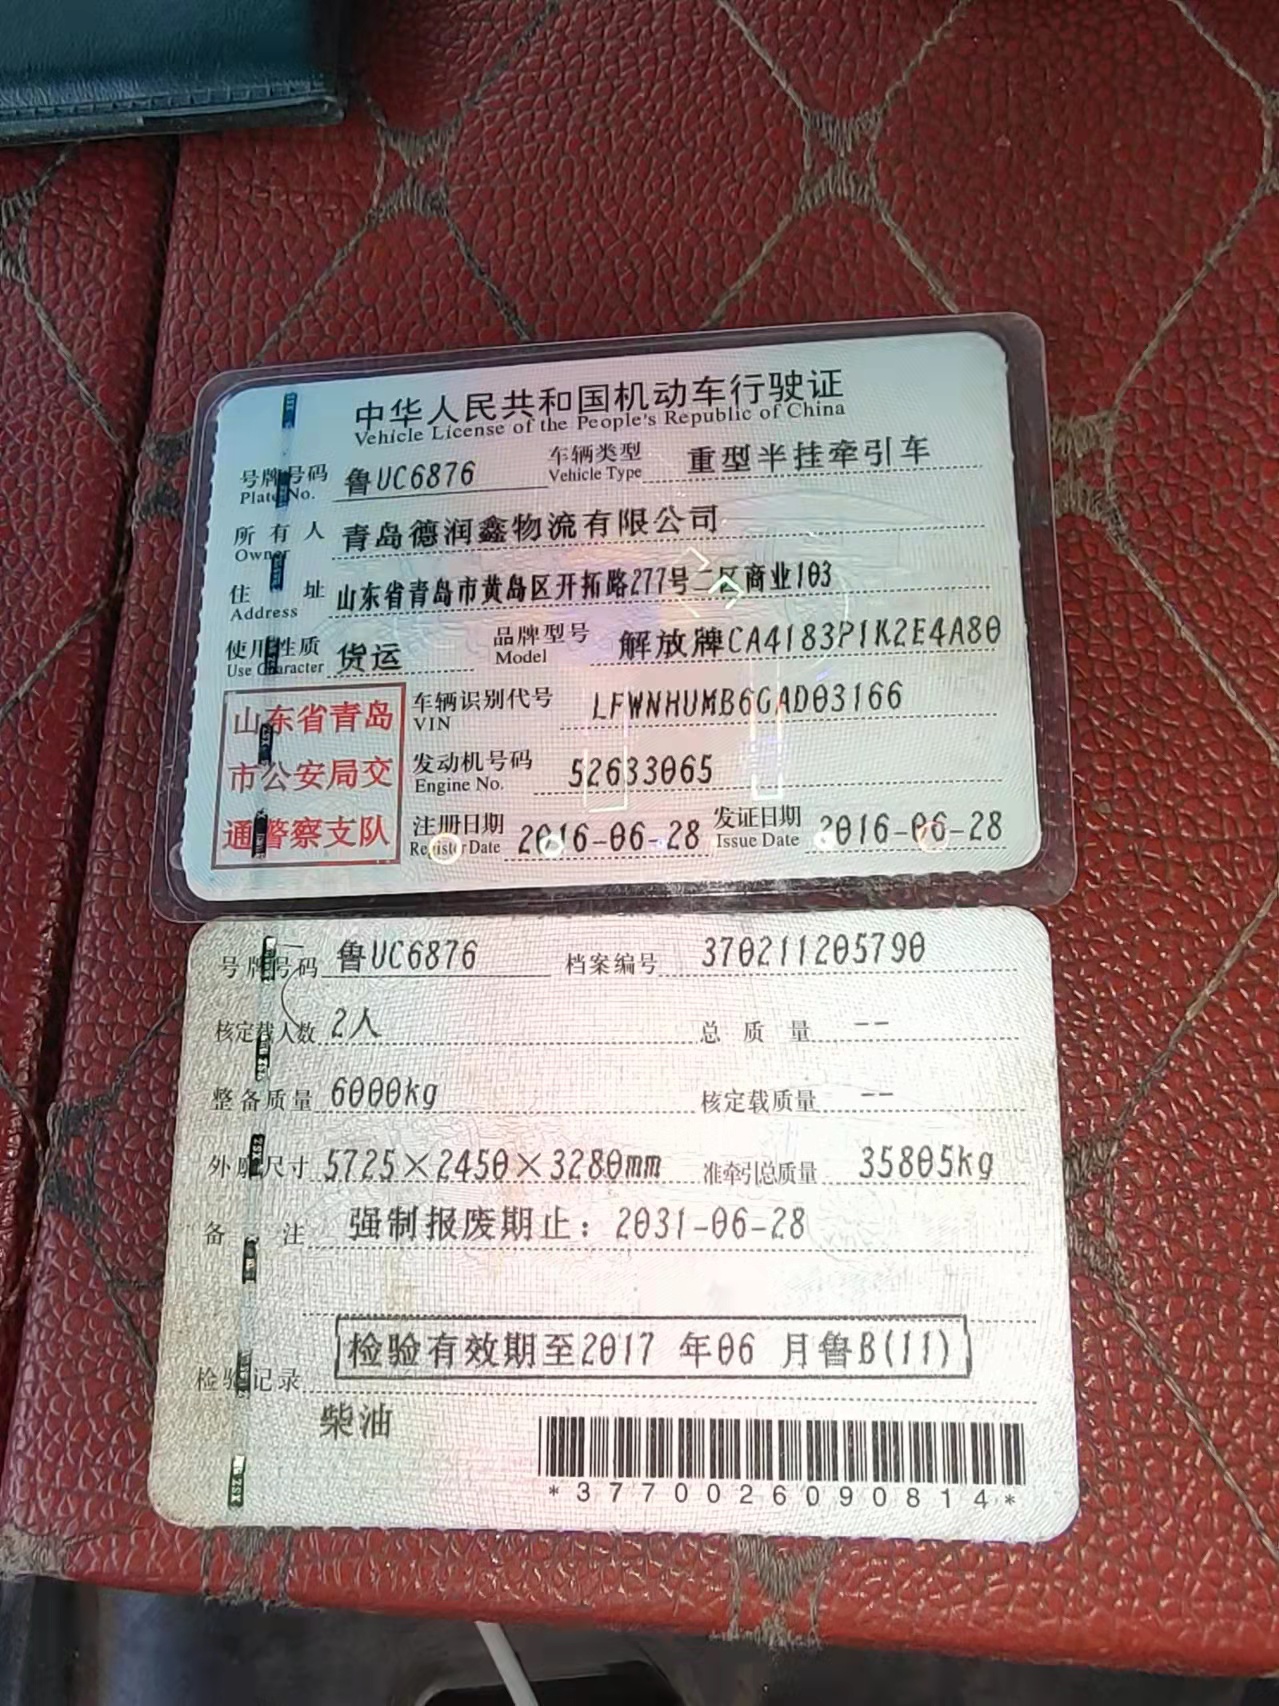 中华人民共和国机动车行驶证
Vehicle License of the People's Republic of China
号牌号码 鲁UC6876 车辆类型 重型半挂牵引车
Plate No. Vehicle Type
所有人 青岛德润鑫物流有限公司
Owner
住址 山东省青岛市黄岛区开拓路277号二区商业103
Address
使用性质 货运 品牌型号 解放牌CA4183P1K2E4A80
Use Character Model
山东省青岛
市公安局交
通警察支队
车辆识别代号 LFWNHUMB6GAD03166
VIN
发动机号码 52633065
Engine No.
注册日期 2016-06-28 发证日期 2016-06-28
Register Date Issue Date
号牌号码 鲁UC6876 档案编号 370211205790
核定载人数 2人 总质量 --
整备质量 6000kg 核定载质量 --
外廓尺寸 5725×2450×3280mm 准牵引总质量 35805kg
备注 强制报废期止：2031-06-28
检验有效期至2017 年06 月鲁B(11)
检验记录
柴油
*3770026090814*